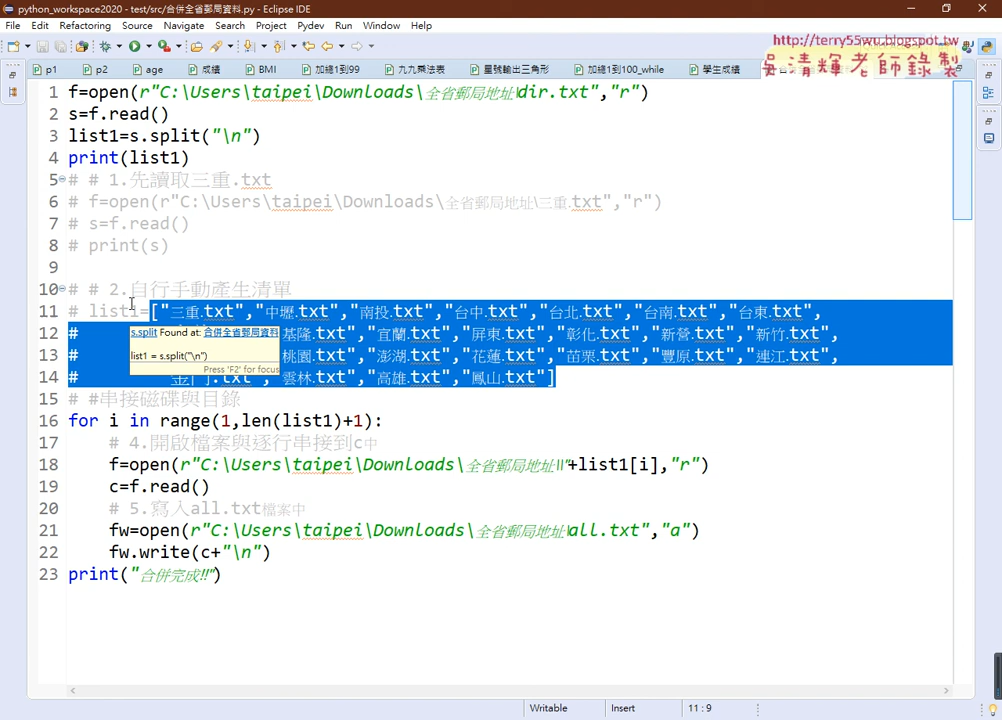 python_workspace2020 - test/src/合併全省郵局資料.py - Eclipse IDE
File Edit Refactoring Source Navigate Search Project Pydev Run Window Help
http://terry55wu.blogspot.tw
吳清輝老師錄製
p1 p2 age 成績 BMI 加總1到99 九九乘法表 星號輸出三角形 加總1到100_while 學生成績
1 f=open(r"C:\Users\taipei\Downloads\全省郵局地址\dir.txt","r")
2 s=f.read()
3 list1=s.split("\n")
4 print(list1)
5 # # 1.先讀取三重.txt
6 # f=open(r"C:\Users\taipei\Downloads\全省郵局地址\三重.txt","r")
7 # s=f.read()
8 # print(s)
9
10 # # 2.自行手動產生清單
11 # list1=["三重.txt","中壢.txt","南投.txt","台中.txt","台北.txt","台南.txt","台東.txt",
12 # 基隆.txt","宜蘭.txt","屏東.txt","彰化.txt","新營.txt","新竹.txt",
s.split Found at: 合併全省郵局資料
13 # 桃園.txt","澎湖.txt","花蓮.txt","苗栗.txt","豐原.txt","連江.txt",
list1 = s.split("\n")
Press 'F2' for focus
14 # "金門.txt","雲林.txt","高雄.txt","鳳山.txt"]
15 # #串接磁碟與目錄
16 for i in range(1,len(list1)+1):
17 # 4.開啟檔案與逐行串接到c中
18 f=open(r"C:\Users\taipei\Downloads\全省郵局地址\\"+list1[i],"r")
19 c=f.read()
20 # 5.寫入all.txt檔案中
21 fw=open(r"C:\Users\taipei\Downloads\全省郵局地址\all.txt","a")
22 fw.write(c+"\n")
23 print("合併完成!!")
Writable Insert 11 : 9